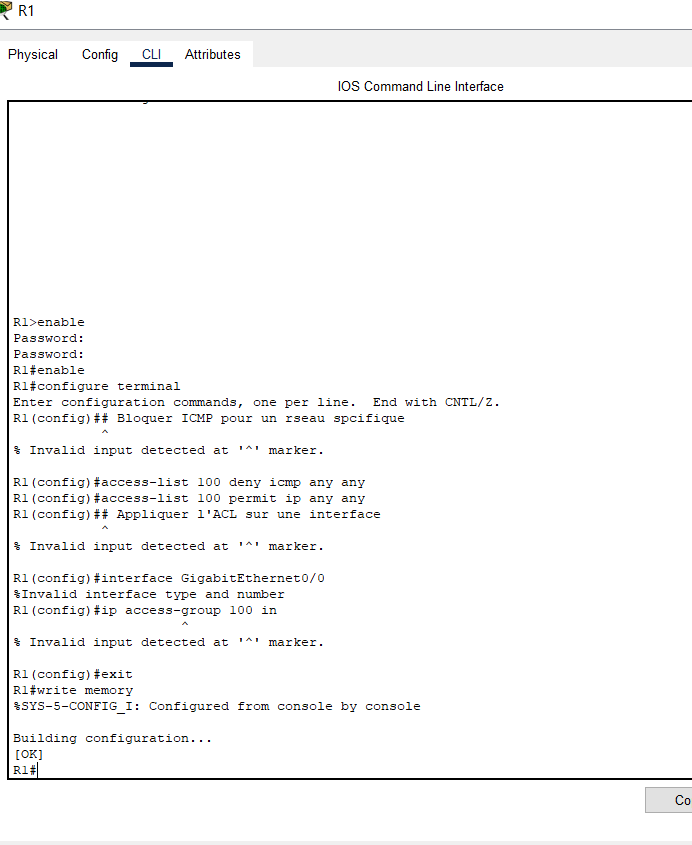 R1
Physical Config CLI Attributes
IOS Command Line Interface
R1>enable
Password:
Password:
R1#enable
R1#configure terminal
Enter configuration commands, one per line.  End with CNTL/Z.
R1(config)## Bloquer ICMP pour un rseau spcifique
^
% Invalid input detected at '^' marker.
R1(config)#access-list 100 deny icmp any any
R1(config)#access-list 100 permit ip any any
R1(config)## Appliquer l'ACL sur une interface
^
% Invalid input detected at '^' marker.
R1(config)#interface GigabitEthernet0/0
%Invalid interface type and number
R1(config)#ip access-group 100 in
^
% Invalid input detected at '^' marker.
R1(config)#exit
R1#write memory
%SYS-5-CONFIG_I: Configured from console by console
Building configuration...
[OK]
R1#
Co